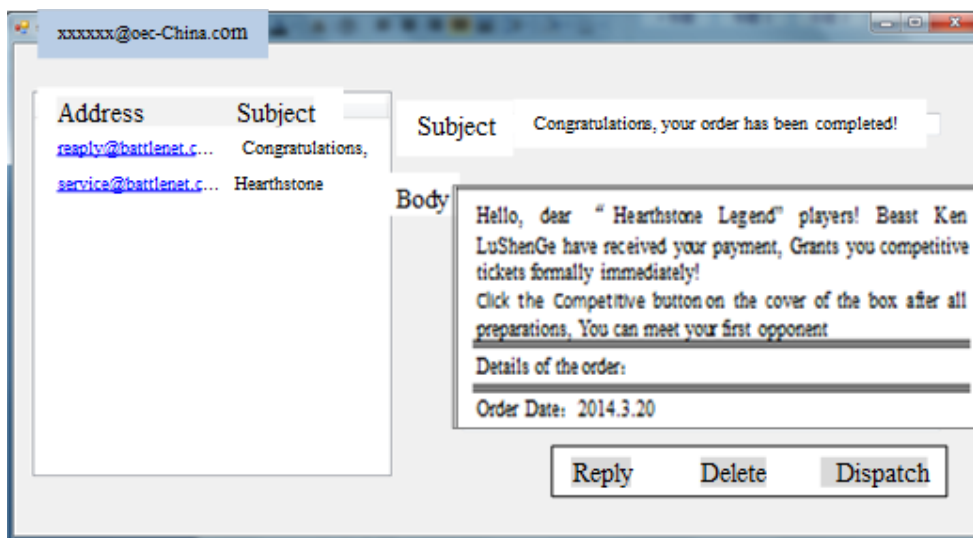 xxxxxx@oec-China.com
Address Subject
reaply@battlenet.c... Congratulations,
service@battlenet.c... Hearthstone
Subject Congratulations, your order has been completed!
Body
Hello, dear “ Hearthstone Legend” players! Beast Ken
LuShenGe have received your payment, Grants you competitive
tickets formally immediately!
Click the Competitive button on the cover of the box after all
preparations, You can meet your first opponent
Details of the order:
Order Date: 2014.3.20
Reply Delete Dispatch